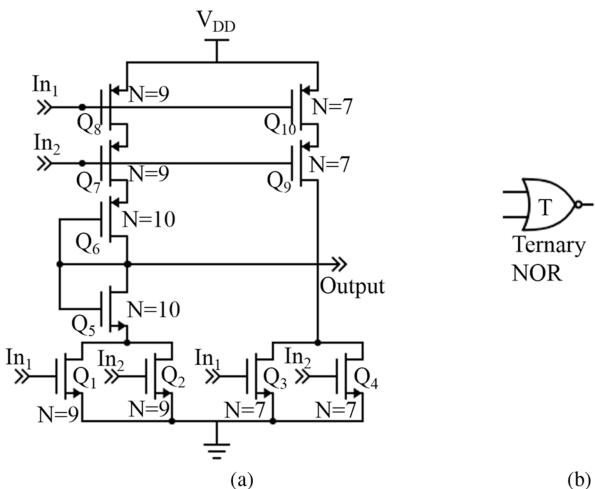 V_DD
In₁
N=9
N=7
Q₈
Q₁₀
In₂
N=9
N=7
Q₇
Q₉
N=10
Q₆
Output
N=10
Q₅
In₁
In₂
In₁
In₂
Q₁
Q₂
Q₃
Q₄
N=9
N=9
N=7
N=7
T
Ternary
NOR
(a)
(b)